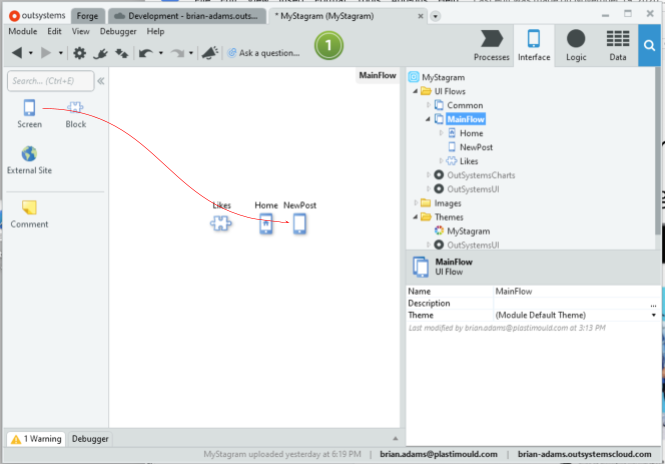 outsystems Forge Development - brian-adams.outs... * MyStagram (MyStagram)
Module Edit View Debugger Help
Ask a question...
1
Processes Interface Logic Data
Search... (Ctrl+E)
Screen Block
External Site
Comment
MainFlow
Likes Home NewPost
MyStagram
UI Flows
Common
MainFlow
Home
NewPost
Likes
OutSystemsCharts
OutSystemsUI
Images
Themes
MyStagram
OutSystemsUI
MainFlow
UI Flow
Name MainFlow
Description ...
Theme (Module Default Theme)
Last modified by brian.adams@plastimould.com at 3:13 PM
1 Warning Debugger
MyStagram uploaded yesterday at 6:19 PM | brian.adams@plastimould.com | brian-adams.outsystemscloud.com